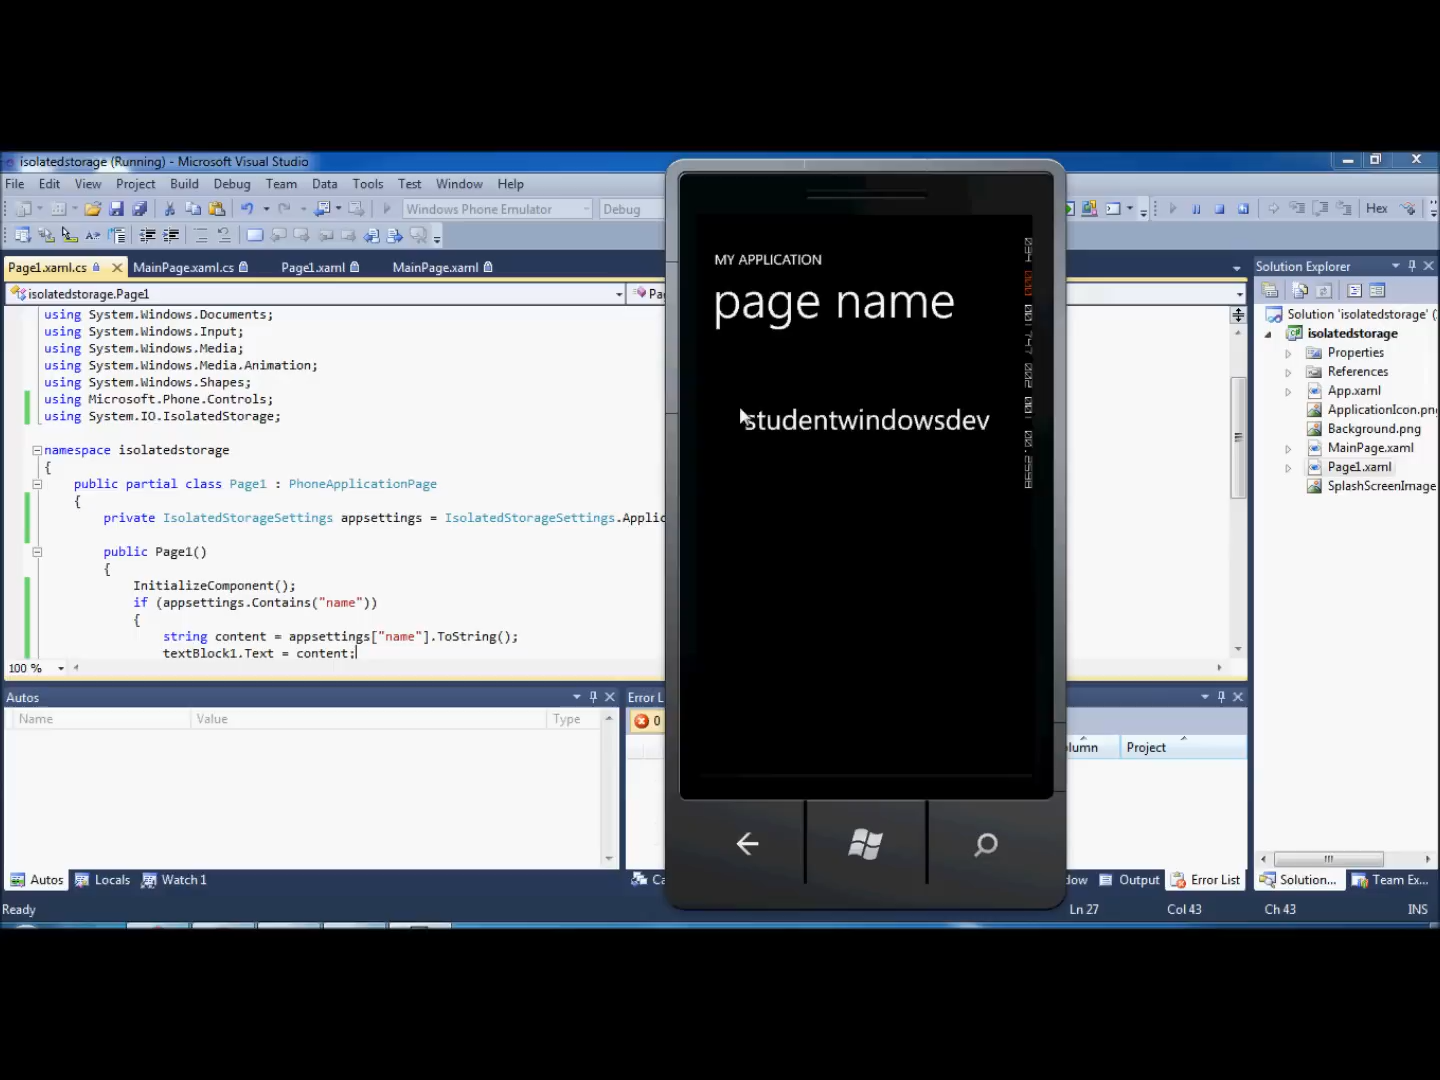 isolatedstorage (Running) - Microsoft Visual Studio
File Edit View Project Build Debug Team Data Tools Test Window Help
Windows Phone Emulator Debug Hex
Page1.xaml.cs MainPage.xaml.cs Page1.xaml MainPage.xaml
isolatedstorage.Page1
using System.Windows.Documents;
using System.Windows.Input;
using System.Windows.Media;
using System.Windows.Media.Animation;
using System.Windows.Shapes;
using Microsoft.Phone.Controls;
using System.IO.IsolatedStorage;
namespace isolatedstorage
{
public partial class Page1 : PhoneApplicationPage
{
private IsolatedStorageSettings appsettings = IsolatedStorageSettings.Applic
public Page1()
{
InitializeComponent();
if (appsettings.Contains("name"))
{
string content = appsettings["name"].ToString();
textBlock1.Text = content;
100 %
MY APPLICATION
page name
studentwindowsdev
Solution Explorer
Solution 'isolatedstorage' (
isolatedstorage
Properties
References
App.xaml
ApplicationIcon.png
Background.png
MainPage.xaml
Page1.xaml
SplashScreenImage
Autos
Name Value Type
Error L
0
Project
Autos Locals Watch 1
Output Error List
Solution... Team Ex...
Ready Ln 27 Col 43 Ch 43 INS